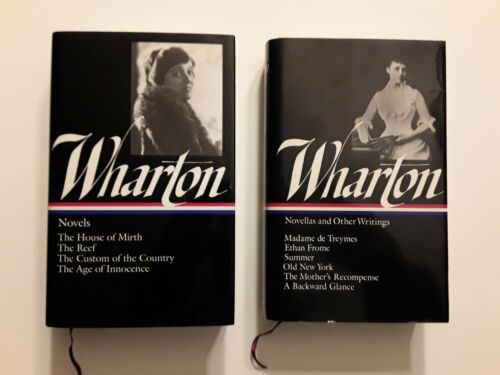 Wharton
Novels
The House of Mirth
The Reef
The Custom of the Country
The Age of Innocence
Wharton
Novellas and Other Writings
Madame de Treymes
Ethan Frome
Summer
Old New York
The Mother's Recompense
A Backward Glance